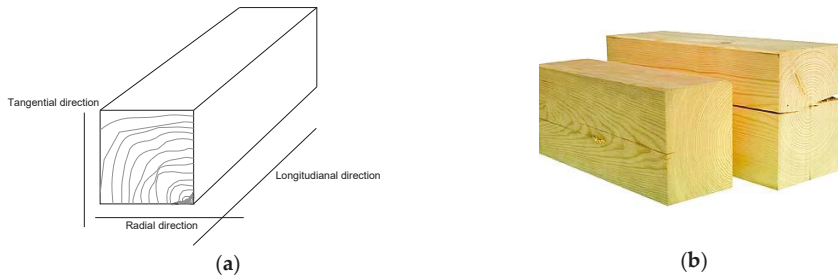 Tangential direction
Longitudianal direction
Radial direction
(a)
(b)